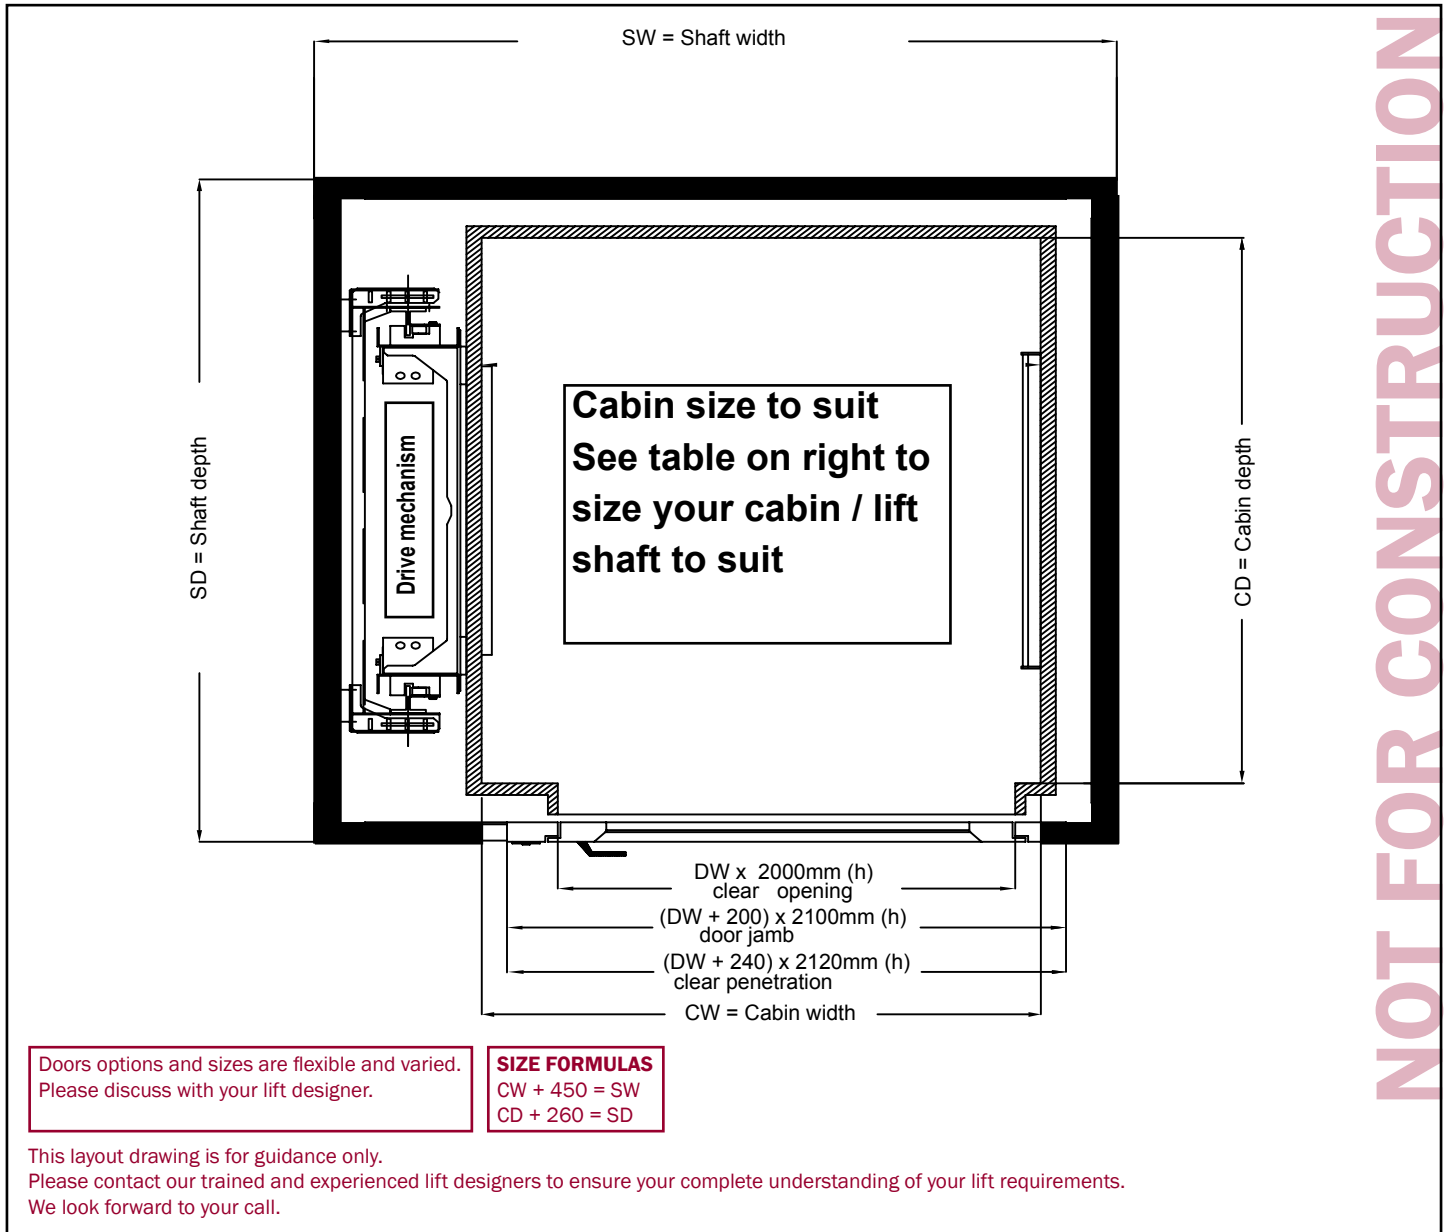 SW = Shaft width
NOT FOR CONSTRUCTION
SD = Shaft depth
Drive mechanism
Cabin size to suit
See table on right to
size your cabin / lift
shaft to suit
CD = Cabin depth
DW x 2000mm (h)
clear opening
(DW + 200) x 2100mm (h)
door jamb
(DW + 240) x 2120mm (h)
clear penetration
CW = Cabin width
Doors options and sizes are flexible and varied.
Please discuss with your lift designer.
SIZE FORMULAS
CW + 450 = SW
CD + 260 = SD
This layout drawing is for guidance only.
Please contact our trained and experienced lift designers to ensure your complete understanding of your lift requirements.
We look forward to your call.